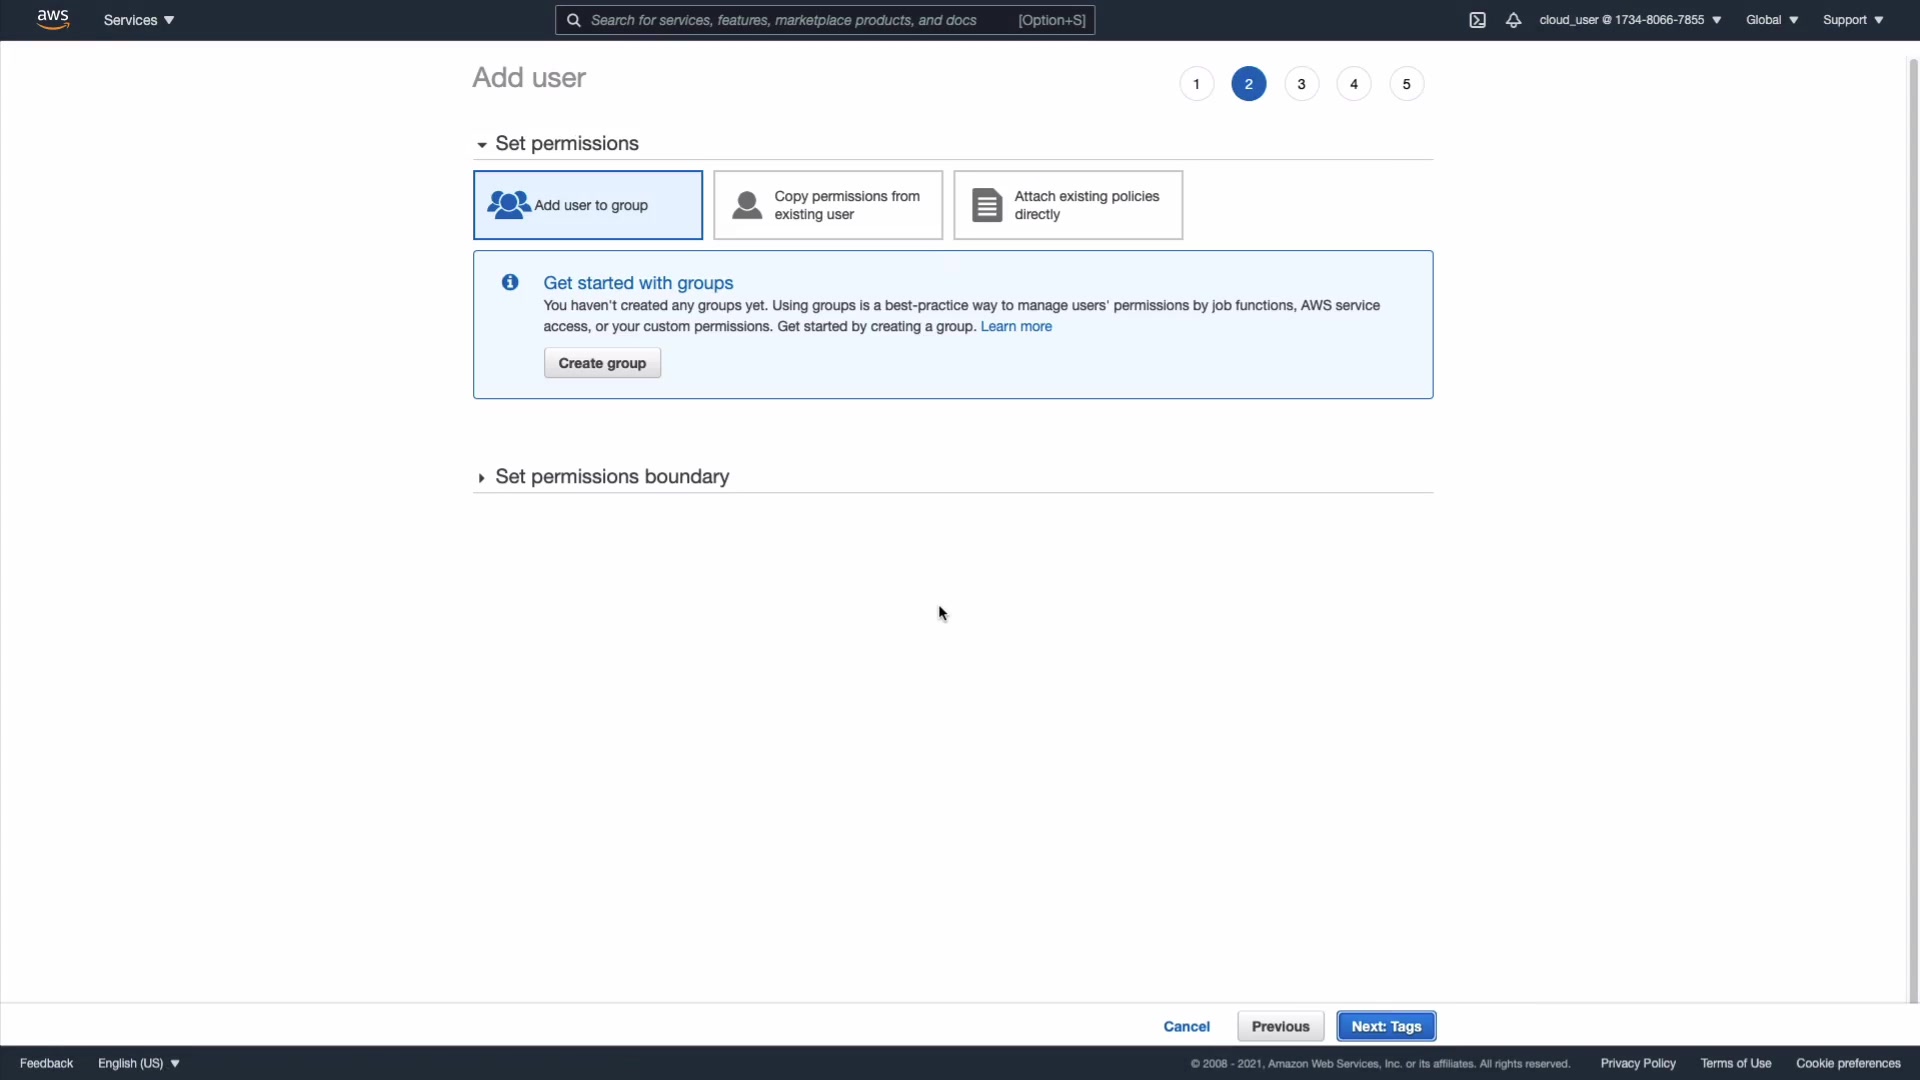 aws
Services
Search for services, features, marketplace products, and docs
[Option+S]
cloud_user @ 1734-8066-7855
Global
Support
Add user
1
2
3
4
5
Set permissions
Add user to group
Copy permissions from
existing user
Attach existing policies
directly
Get started with groups
You haven't created any groups yet. Using groups is a best-practice way to manage users' permissions by job functions, AWS service
access, or your custom permissions. Get started by creating a group. Learn more
Create group
Set permissions boundary
Cancel
Previous
Next: Tags
Feedback
English (US)
© 2008 - 2021, Amazon Web Services, Inc. or its affiliates. All rights reserved.
Privacy Policy
Terms of Use
Cookie preferences